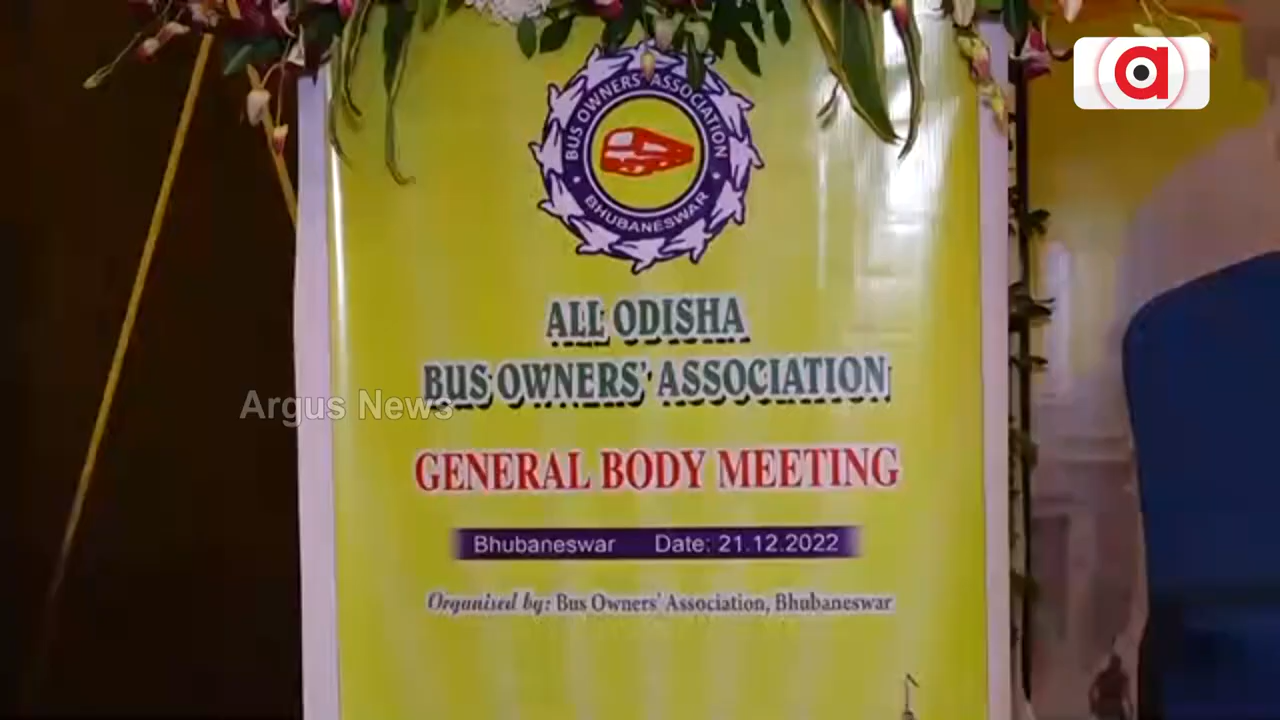 a
BUS OWNERS' ASSOCIATION
BHUBANESWAR
ALL ODISHA
BUS OWNERS' ASSOCIATION
Argus News
GENERAL BODY MEETING
Bhubaneswar Date: 21.12.2022
Organised by: Bus Owners' Association, Bhubaneswar